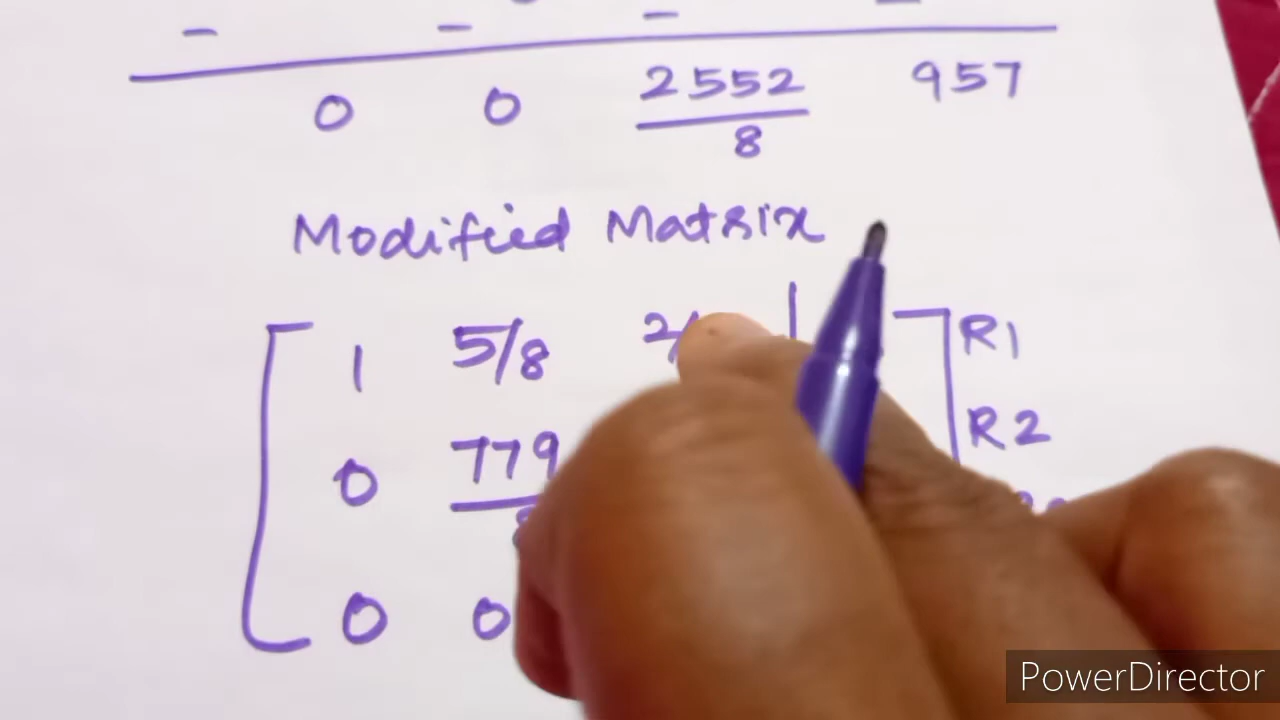 0 0 2552/8 957
Modified Matrix
1 5/8 R1
0 779 R2
0 0
PowerDirector